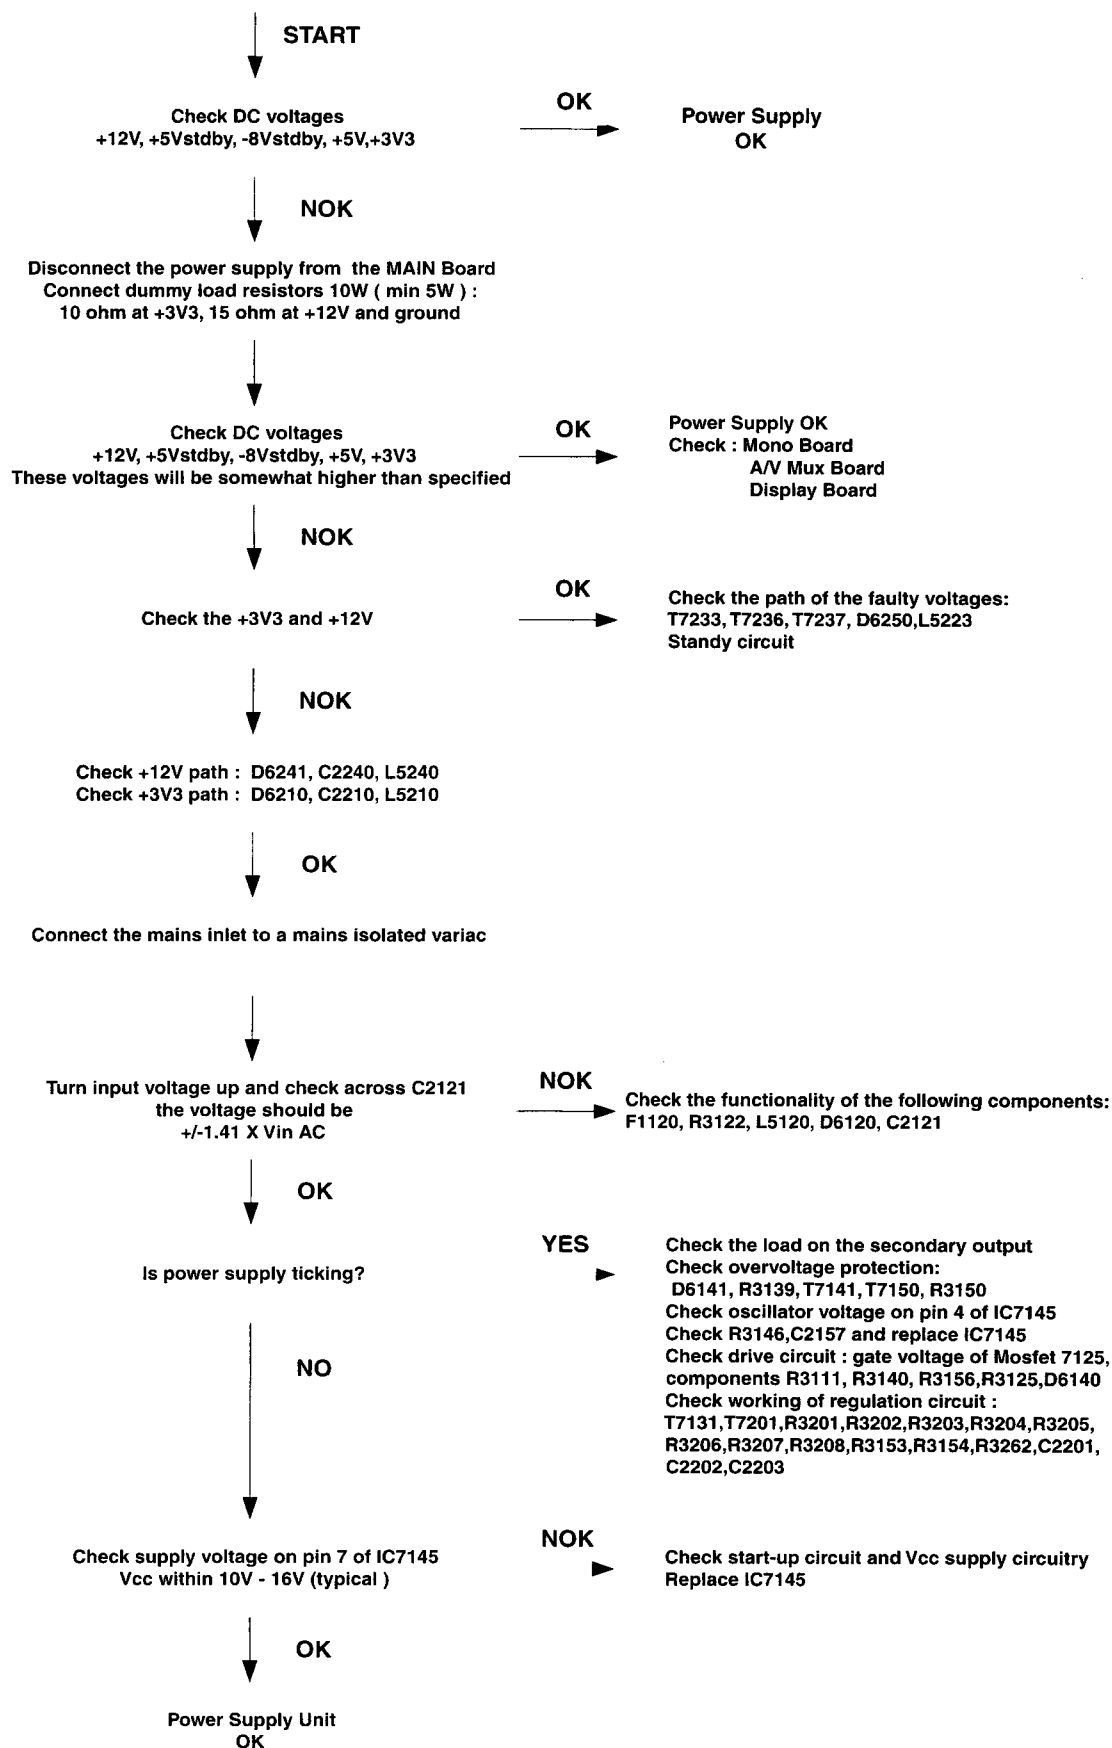 START
Check DC voltages
+12V, +5Vstdby, -8Vstdby, +5V,+3V3
OK
Power Supply
OK
NOK
Disconnect the power supply from the MAIN Board
Connect dummy load resistors 10W ( min 5W ) :
10 ohm at +3V3, 15 ohm at +12V and ground
Check DC voltages
+12V, +5Vstdby, -8Vstdby, +5V, +3V3
These voltages will be somewhat higher than specified
OK
Power Supply OK
Check : Mono Board
A/V Mux Board
Display Board
NOK
Check the +3V3 and +12V
OK
Check the path of the faulty voltages:
T7233, T7236, T7237, D6250,L5223
Standy circuit
NOK
Check +12V path : D6241, C2240, L5240
Check +3V3 path : D6210, C2210, L5210
OK
Connect the mains inlet to a mains isolated variac
Turn input voltage up and check across C2121
the voltage should be
+/-1.41 X Vin AC
NOK
Check the functionality of the following components:
F1120, R3122, L5120, D6120, C2121
OK
Is power supply ticking?
YES
Check the load on the secondary output
Check overvoltage protection:
D6141, R3139, T7141, T7150, R3150
Check oscillator voltage on pin 4 of IC7145
Check R3146,C2157 and replace IC7145
Check drive circuit : gate voltage of Mosfet 7125,
components R3111, R3140, R3156,R3125,D6140
Check working of regulation circuit :
T7131,T7201,R3201,R3202,R3203,R3204,R3205,
R3206,R3207,R3208,R3153,R3154,R3262,C2201,
C2202,C2203
NO
Check supply voltage on pin 7 of IC7145
Vcc within 10V - 16V (typical )
NOK
Check start-up circuit and Vcc supply circuitry
Replace IC7145
OK
Power Supply Unit
OK